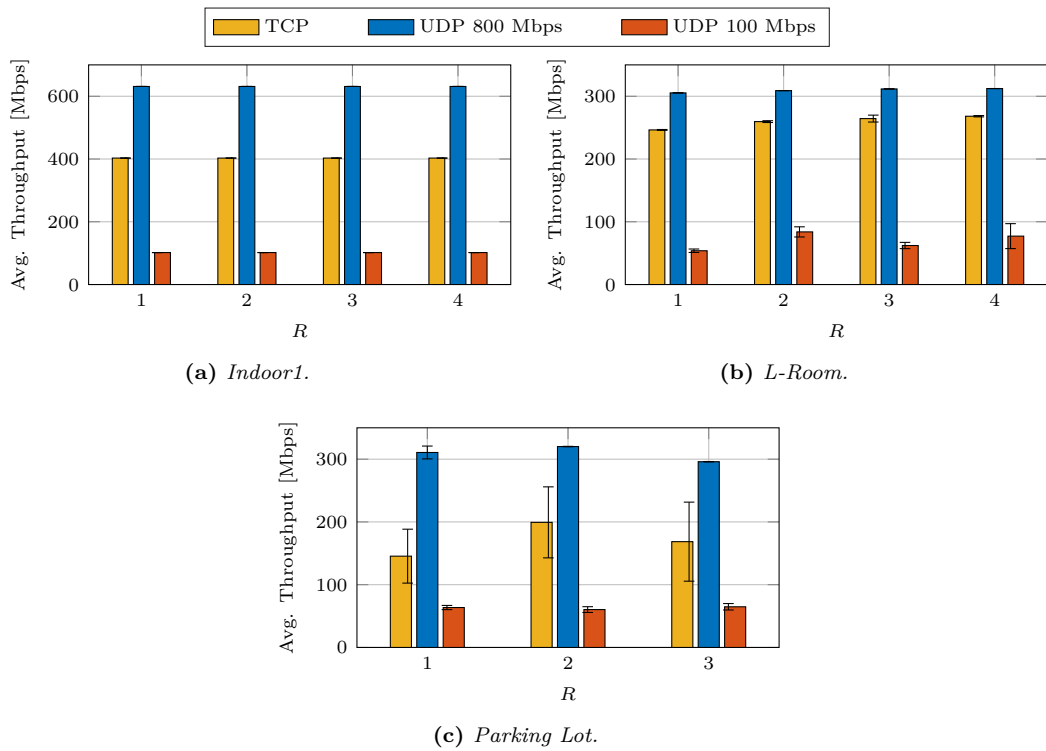 TCP UDP 800 Mbps UDP 100 Mbps
Avg. Throughput [Mbps]
600
400
200
0
1 2 3 4
R
(a) Indoor1.
Avg. Throughput [Mbps]
300
200
100
0
1 2 3 4
R
(b) L-Room.
Avg. Throughput [Mbps]
300
200
100
0
1 2 3
R
(c) Parking Lot.